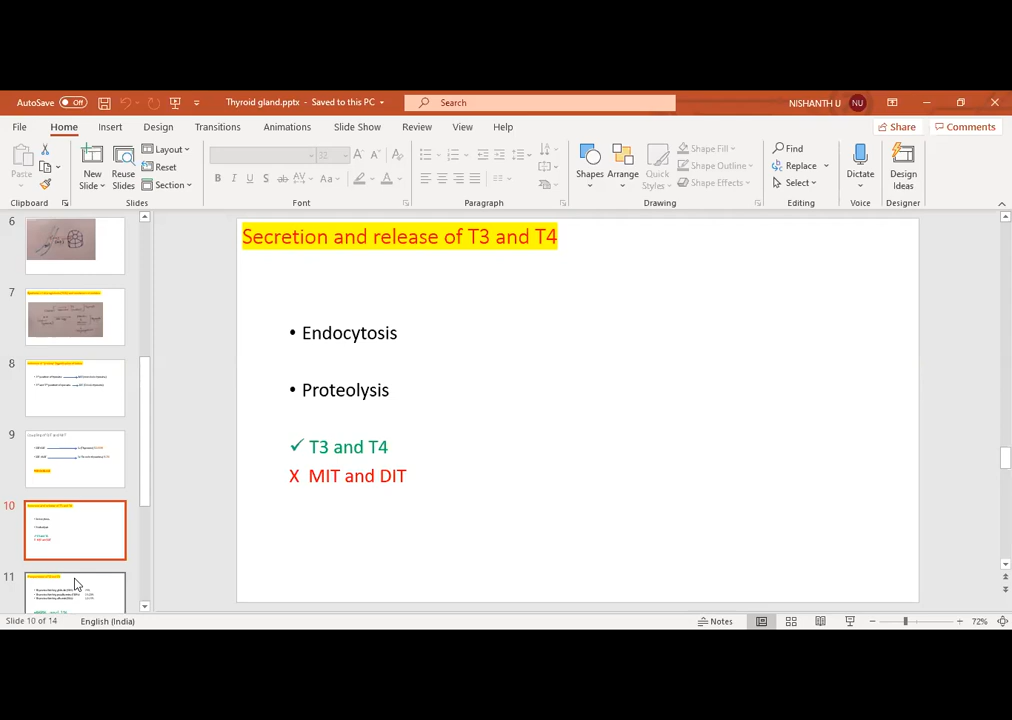 AutoSave Off
Thyroid gland.pptx - Saved to this PC
Search
NISHANTH U NU
File Home Insert Design Transitions Animations Slide Show Review View Help
Share Comments
Paste
Clipboard
New Slide
Reuse Slides
Layout
Reset
Section
Slides
32
B I U S ab AV Aa A
Font
Paragraph
Shapes
Arrange
Quick Styles
Shape Fill
Shape Outline
Shape Effects
Drawing
Find
Replace
Select
Editing
Dictate
Voice
Design Ideas
Designer
6
7
8
9
10
11
Secretion and release of T3 and T4
• Endocytosis
• Proteolysis
✓ T3 and T4
X MIT and DIT
Slide 10 of 14 English (India)
Notes
72%